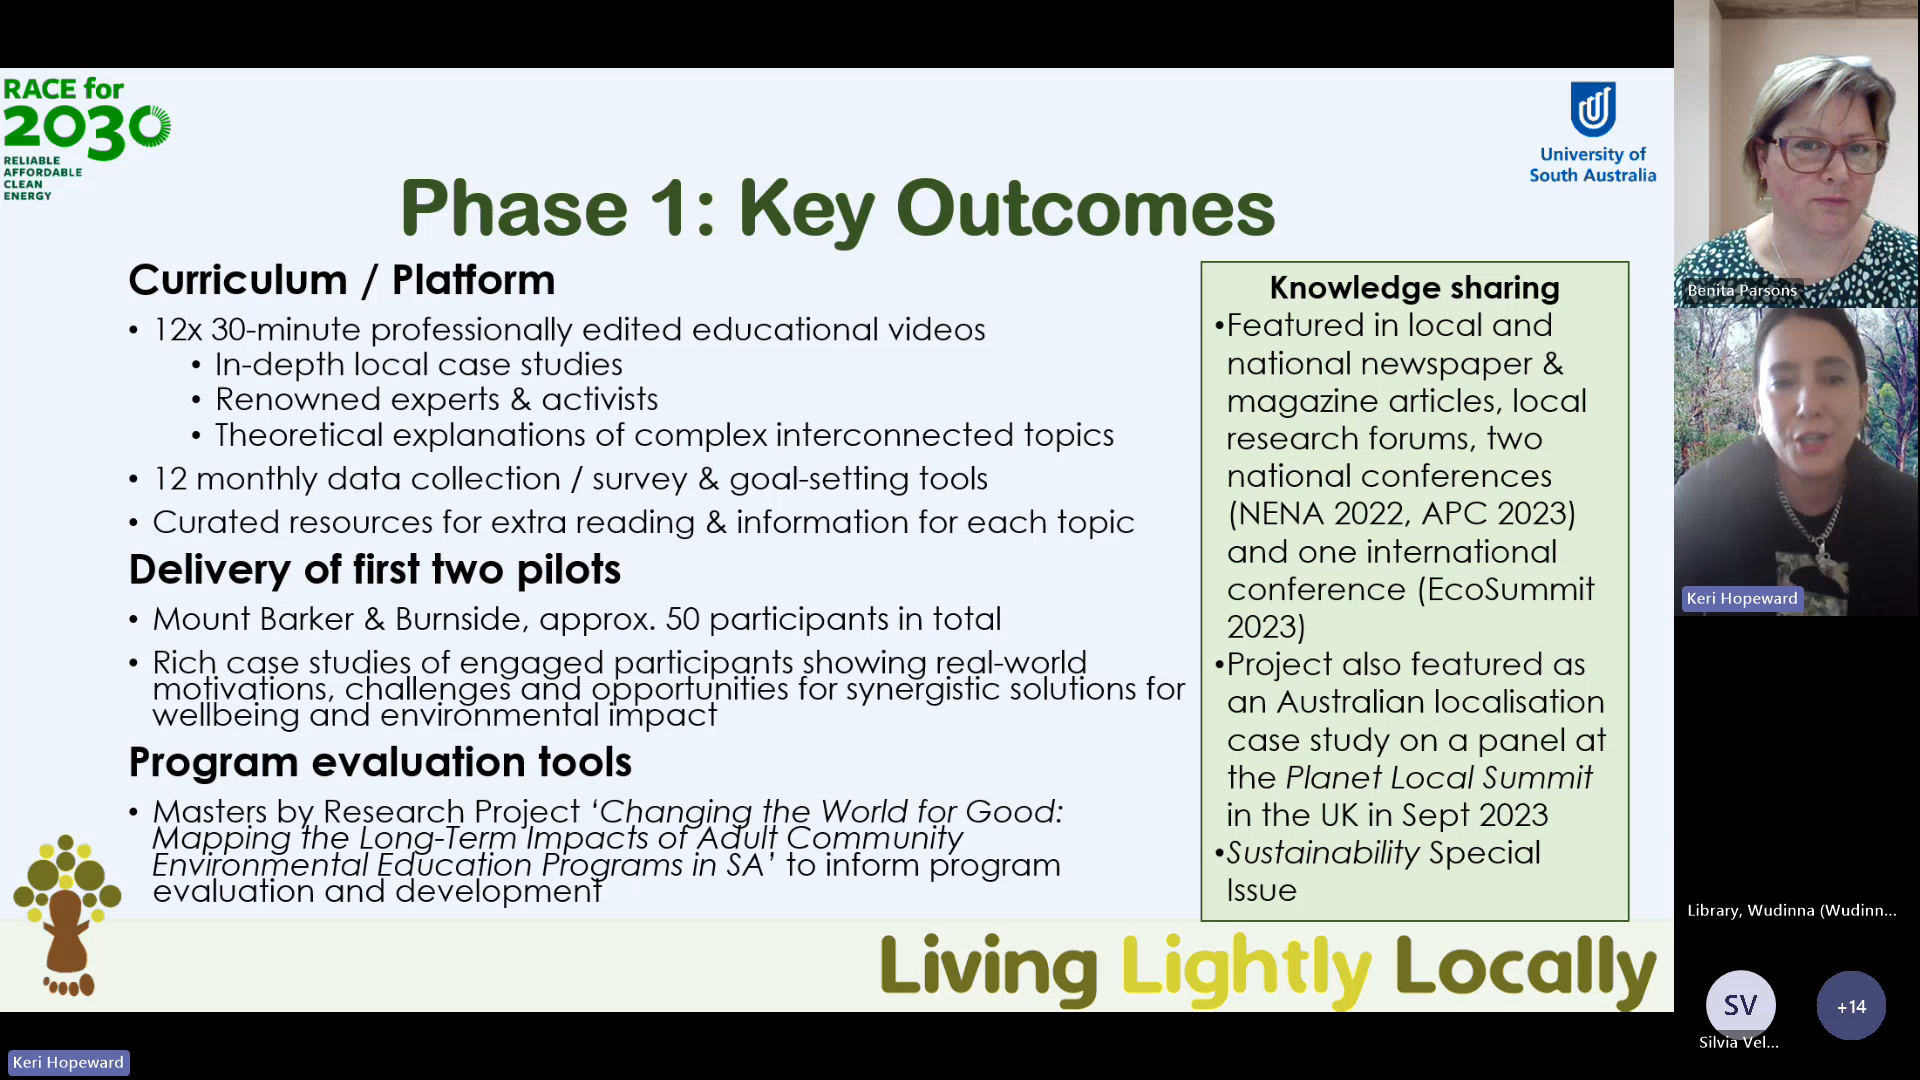 RACE for
2030
RELIABLE
AFFORDABLE
CLEAN
ENERGY
University of
South Australia
Phase 1: Key Outcomes
Curriculum / Platform
• 12x 30-minute professionally edited educational videos
• In-depth local case studies
• Renowned experts & activists
• Theoretical explanations of complex interconnected topics
• 12 monthly data collection / survey & goal-setting tools
• Curated resources for extra reading & information for each topic
Delivery of first two pilots
• Mount Barker & Burnside, approx. 50 participants in total
• Rich case studies of engaged participants showing real-world
motivations, challenges and opportunities for synergistic solutions for
wellbeing and environmental impact
Program evaluation tools
• Masters by Research Project ‘Changing the World for Good:
Mapping the Long-Term Impacts of Adult Community
Environmental Education Programs in SA’ to inform program
evaluation and development
Knowledge sharing
•Featured in local and
national newspaper &
magazine articles, local
research forums, two
national conferences
(NENA 2022, APC 2023)
and one international
conference (EcoSummit
2023)
•Project also featured as
an Australian localisation
case study on a panel at
the Planet Local Summit
in the UK in Sept 2023
•Sustainability Special
Issue
Living Lightly Locally
Benita Parsons
Keri Hopeward
Library, Wudinna (Wudinn...
SV
Silvia Vel...
+14
Keri Hopeward